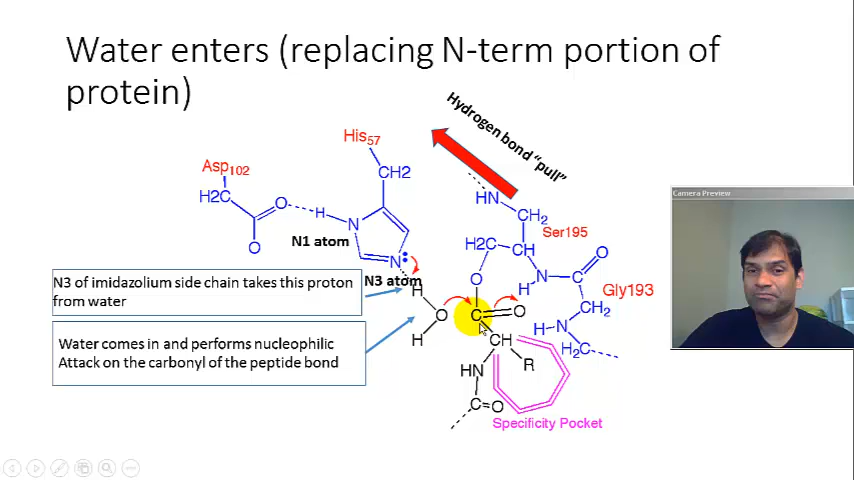 Water enters (replacing N-term portion of
protein)
Hydrogen bond "pull"
Camera Preview
His57
Asp102
CH2
H2C
O
H
N
HN
CH2
N1 atom
Ser195
H2C
CH
O
O
N
N3 atom
O
N
H
C
Gly193
N3 of imidazolium side chain takes this proton
from water
H
CH2
Water comes in and performs nucleophilic
Attack on the carbonyl of the peptide bond
O
C
O
H
N
H
CH
H2C
HN
R
C
O
Specificity Pocket